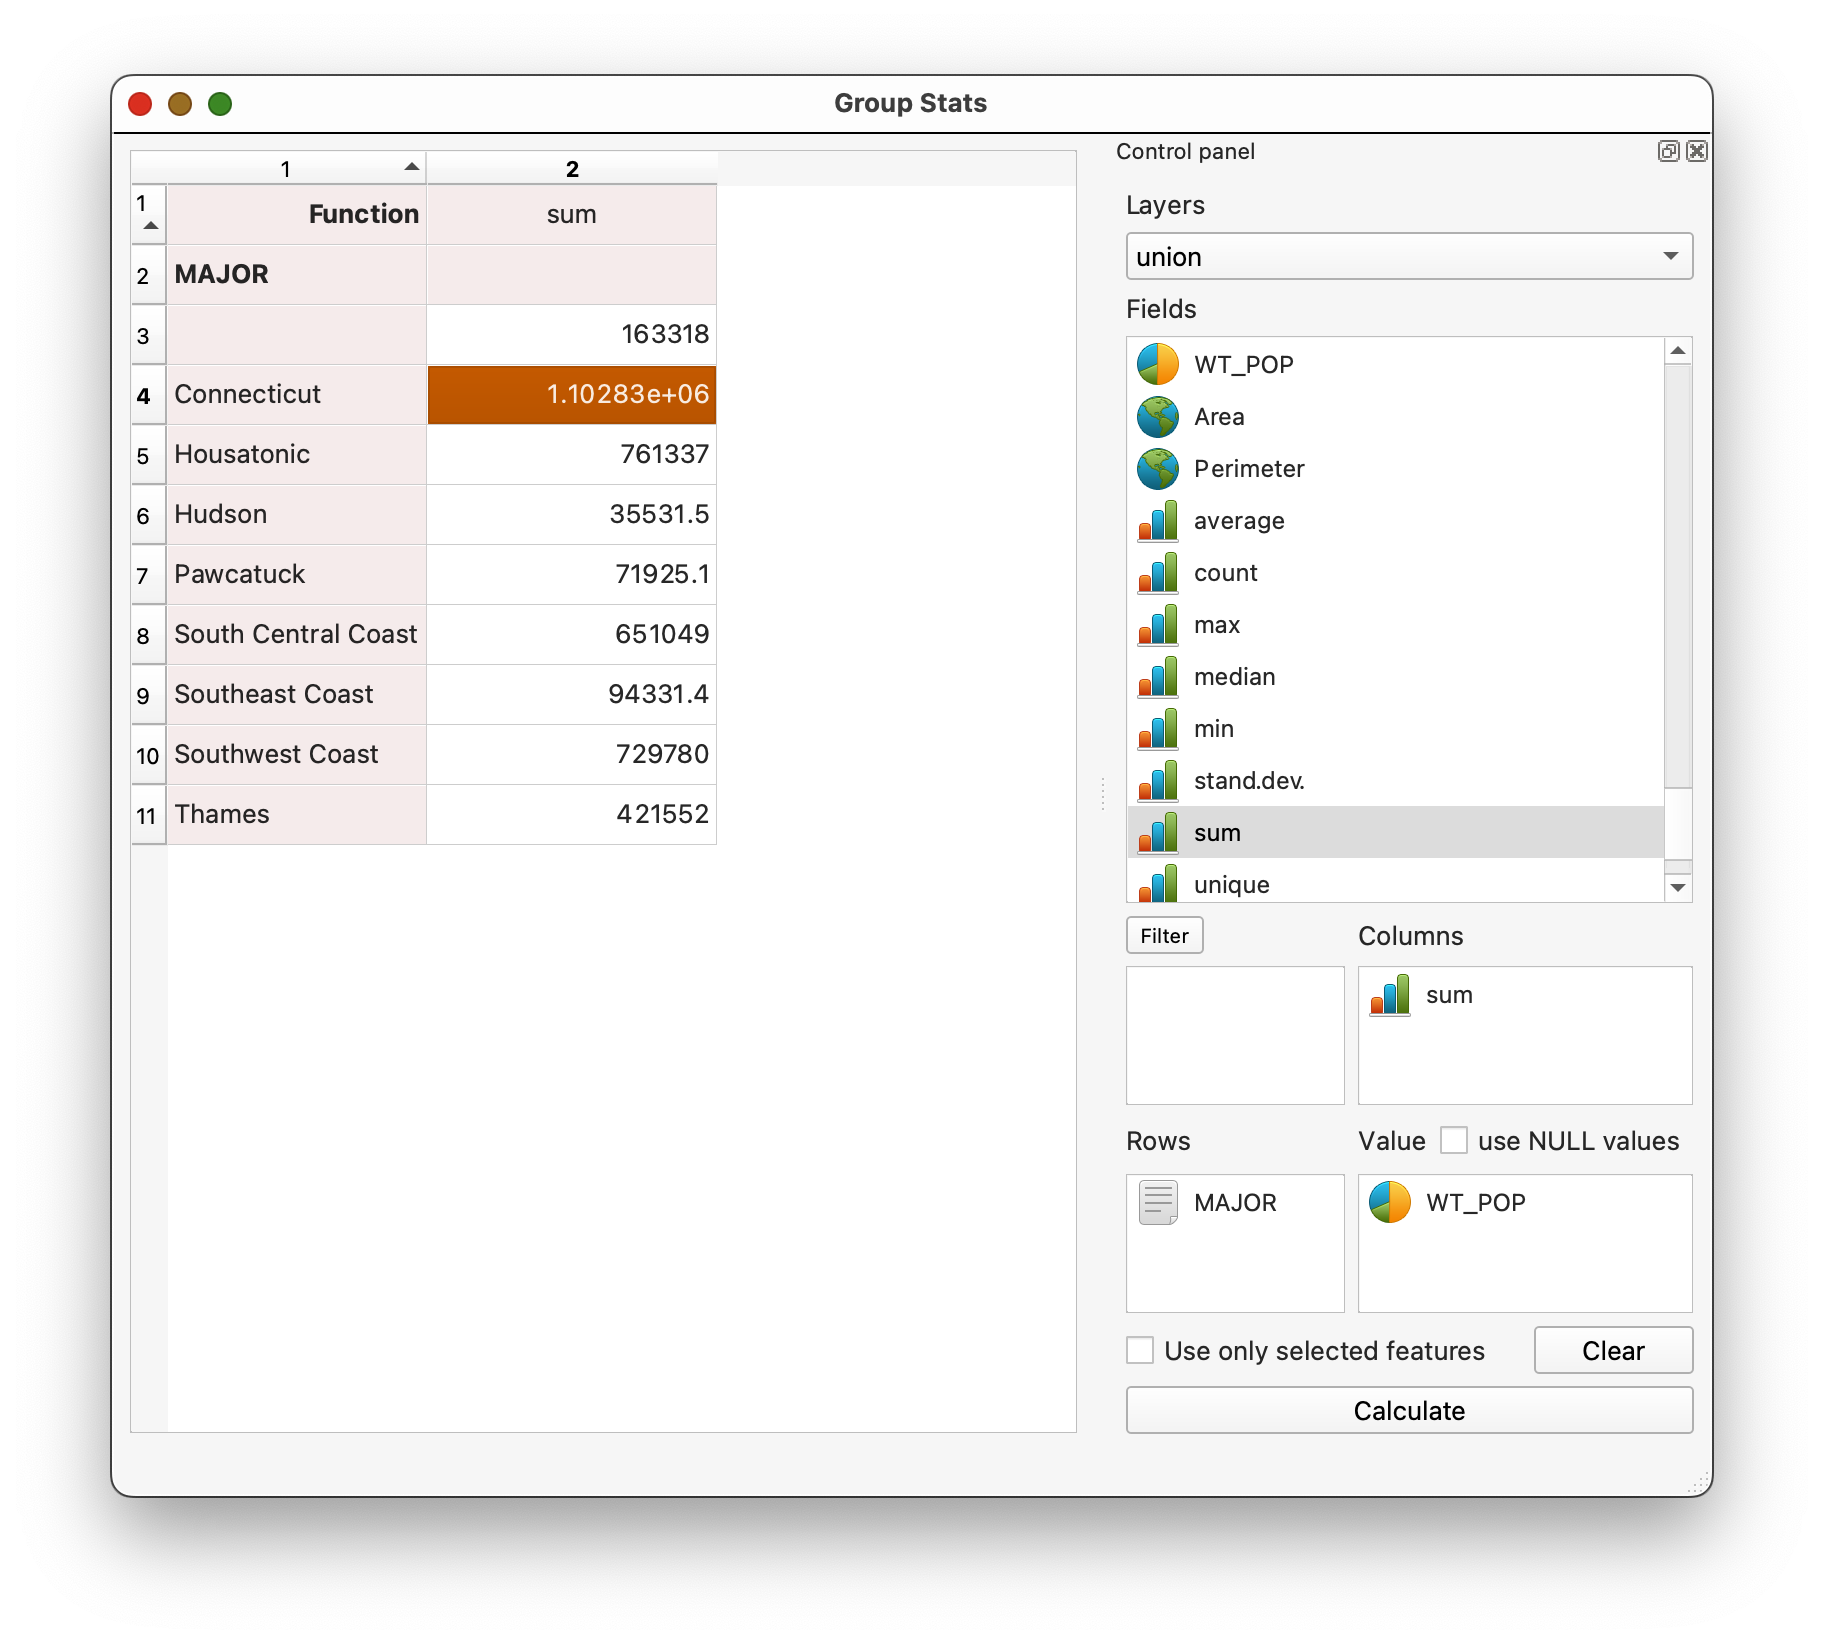 Group Stats
1 2
1 Function sum
2 MAJOR
3 163318
4 Connecticut 1.10283e+06
5 Housatonic 761337
6 Hudson 35531.5
7 Pawcatuck 71925.1
8 South Central Coast 651049
9 Southeast Coast 94331.4
10 Southwest Coast 729780
11 Thames 421552
Control panel
Layers
union
Fields
WT_POP
Area
Perimeter
average
count
max
median
min
stand.dev.
sum
unique
Filter Columns
sum
Rows Value use NULL values
MAJOR WT_POP
Use only selected features Clear
Calculate